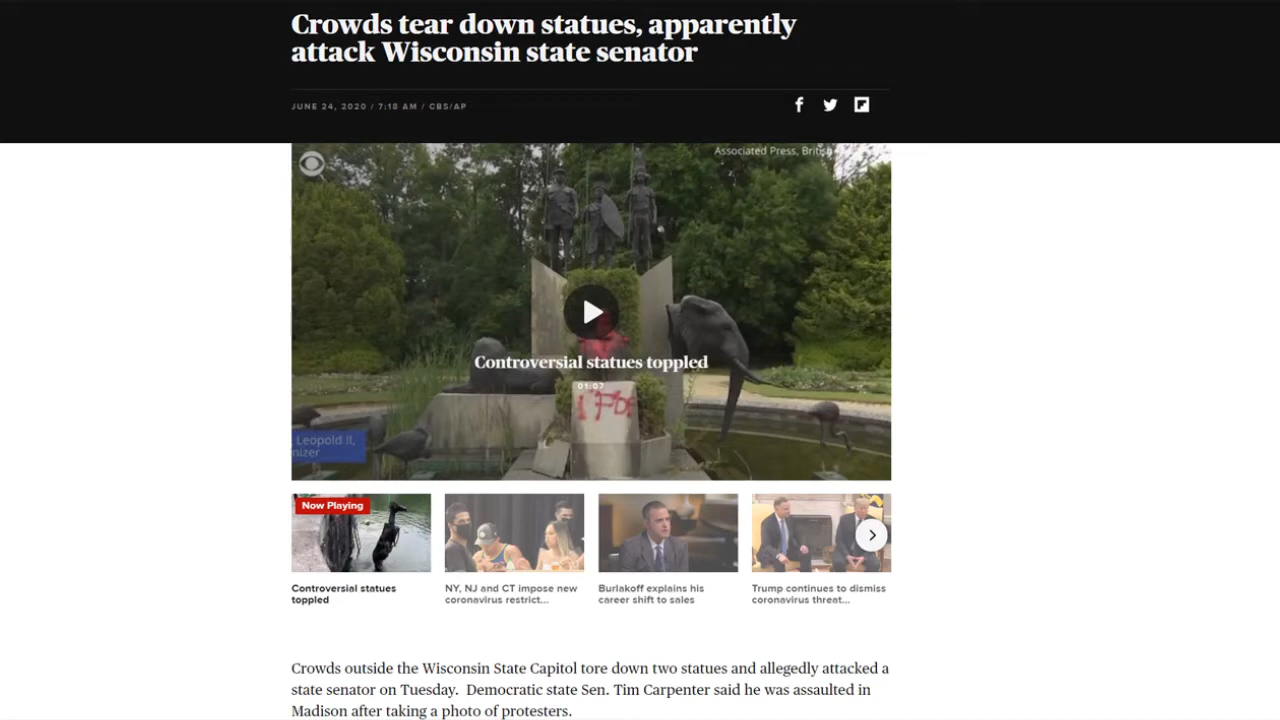 Crowds tear down statues, apparently
attack Wisconsin state senator
JUNE 24, 2020 / 7:18 AM / CBS/AP
Associated Press, British
Controversial statues toppled
01:07
Leopold II,
Now Playing
Controversial statues
toppled
NY, NJ and CT impose new
coronavirus restrict...
Burlakoff explains his
career shift to sales
Trump continues to dismiss
coronavirus threat...
Crowds outside the Wisconsin State Capitol tore down two statues and allegedly attacked a
state senator on Tuesday.  Democratic state Sen. Tim Carpenter said he was assaulted in
Madison after taking a photo of protesters.